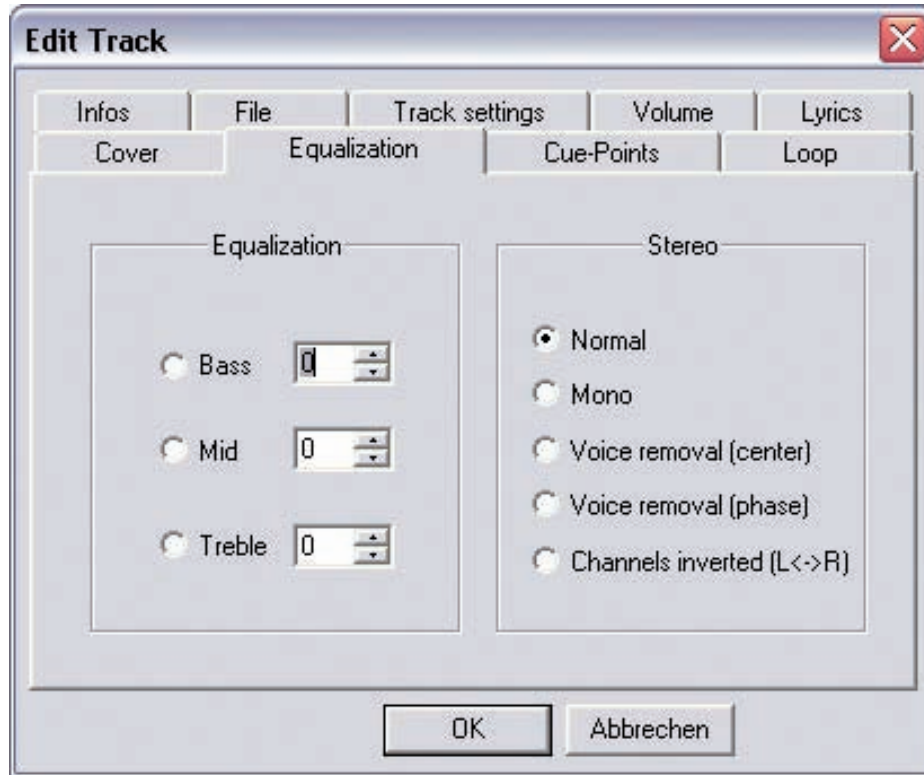 Edit Track
Infos File Track settings Volume Lyrics
Cover Equalization Cue-Points Loop
Equalization
Bass 0
Mid 0
Treble 0
Stereo
Normal
Mono
Voice removal (center)
Voice removal (phase)
Channels inverted (L<->R)
OK Abbrechen